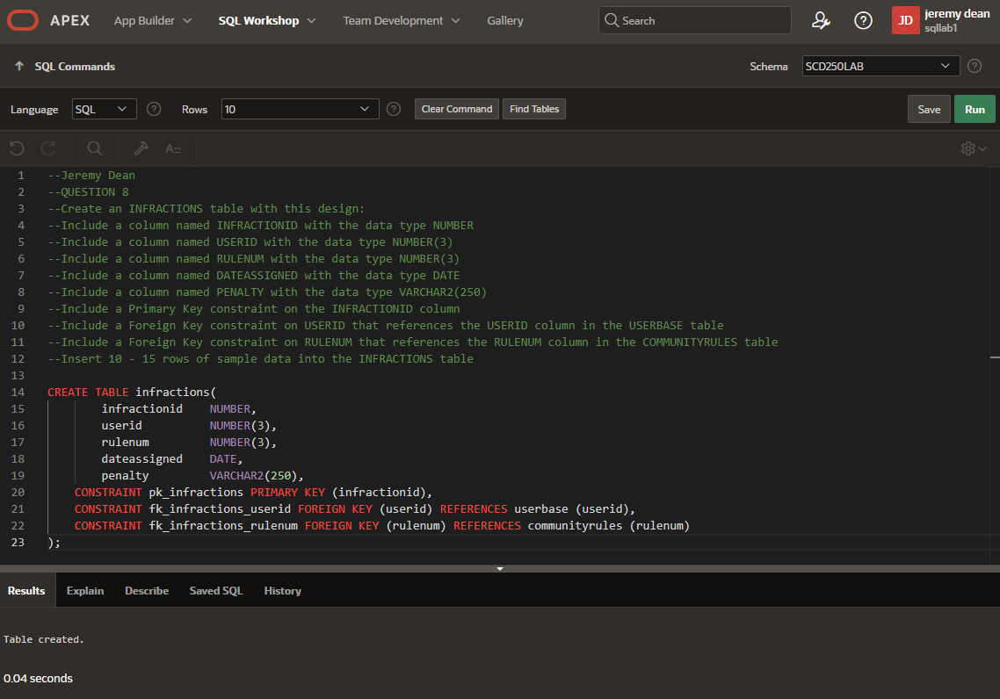 APEX App Builder SQL Workshop Team Development Gallery Search JD jeremy dean
sqllab1
SQL Commands Schema SCD250LAB
Language SQL Rows 10 Clear Command Find Tables Save Run
1 --Jeremy Dean
2 --QUESTION 8
3 --Create an INFRACTIONS table with this design:
4 --Include a column named INFRACTIONID with the data type NUMBER
5 --Include a column named USERID with the data type NUMBER(3)
6 --Include a column named RULENUM with the data type NUMBER(3)
7 --Include a column named DATEASSIGNED with the data type DATE
8 --Include a column named PENALTY with the data type VARCHAR2(250)
9 --Include a Primary Key constraint on the INFRACTIONID column
10 --Include a Foreign Key constraint on USERID that references the USERID column in the USERBASE table
11 --Include a Foreign Key constraint on RULENUM that references the RULENUM column in the COMMUNITYRULES table
12 --Insert 10 - 15 rows of sample data into the INFRACTIONS table
13
14 CREATE TABLE infractions(
15 infractionid NUMBER,
16 userid NUMBER(3),
17 rulenum NUMBER(3),
18 dateassigned DATE,
19 penalty VARCHAR2(250),
20 CONSTRAINT pk_infractions PRIMARY KEY (infractionid),
21 CONSTRAINT fk_infractions_userid FOREIGN KEY (userid) REFERENCES userbase (userid),
22 CONSTRAINT fk_infractions_rulenum FOREIGN KEY (rulenum) REFERENCES communityrules (rulenum)
23 );
Results Explain Describe Saved SQL History
Table created.
0.04 seconds